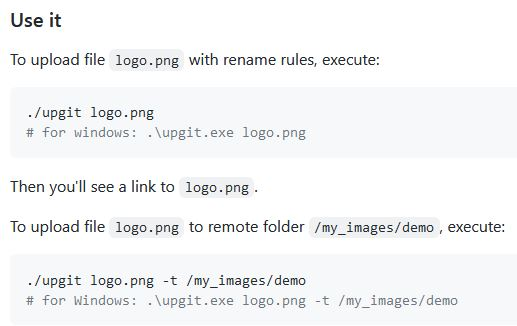 Use it
To upload file logo.png with rename rules, execute:
./upgit logo.png
# for windows: .\upgit.exe logo.png
Then you'll see a link to logo.png.
To upload file logo.png to remote folder /my_images/demo, execute:
./upgit logo.png -t /my_images/demo
# for Windows: .\upgit.exe logo.png -t /my_images/demo